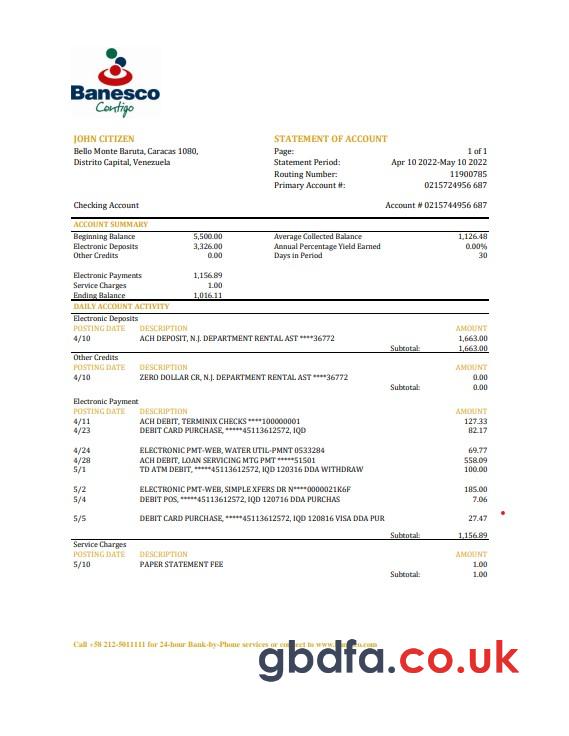 Banesco
Contigo
JOHN CITIZEN
Bello Monte Baruta, Caracas 1080,
Distrito Capital, Venezuela
STATEMENT OF ACCOUNT
Page: 1 of 1
Statement Period: Apr 10 2022-May 10 2022
Routing Number: 11900785
Primary Account #: 0215724956 687
Checking Account Account # 0215744956 687
ACCOUNT SUMMARY
Beginning Balance 5,500.00 Average Collected Balance 1,126.48
Electronic Deposits 3,326.00 Annual Percentage Yield Earned 0.00%
Other Credits 0.00 Days in Period 30
Electronic Payments 1,156.89
Service Charges 1.00
Ending Balance 1,016.11
DAILY ACCOUNT ACTIVITY
Electronic Deposits
POSTING DATE DESCRIPTION AMOUNT
4/10 ACH DEPOSIT, N.J. DEPARTMENT RENTAL AST ****36772 1,663.00
Subtotal: 1,663.00
Other Credits
POSTING DATE DESCRIPTION AMOUNT
4/10 ZERO DOLLAR CR, N.J. DEPARTMENT RENTAL AST ****36772 0.00
Subtotal: 0.00
Electronic Payment
POSTING DATE DESCRIPTION AMOUNT
4/11 ACH DEBIT, TERMINIX CHECKS ****100000001 127.33
4/23 DEBIT CARD PURCHASE, *****45113612572, IQD 82.17
4/24 ELECTRONIC PMT-WEB, WATER UTIL-PMNT 0533284 69.77
4/28 ACH DEBIT, LOAN SERVICING MTG PMT *****51501 558.09
5/1 TD ATM DEBIT, *****45113612572, IQD 120316 DDA WITHDRAW 100.00
5/2 ELECTRONIC PMT-WEB, SIMPLE XFERS DR N****0000021K6F 185.00
5/4 DEBIT POS, *****45113612572, IQD 120716 DDA PURCHAS 7.06
5/5 DEBIT CARD PURCHASE, *****45113612572, IQD 120816 VISA DDA PUR 27.47
Subtotal: 1,156.89
Service Charges
POSTING DATE DESCRIPTION AMOUNT
5/10 PAPER STATEMENT FEE 1.00
Subtotal: 1.00
Call +58 212-5011111 for 24-hour Bank-by-Phone services or connect to
gbdfa.co.uk